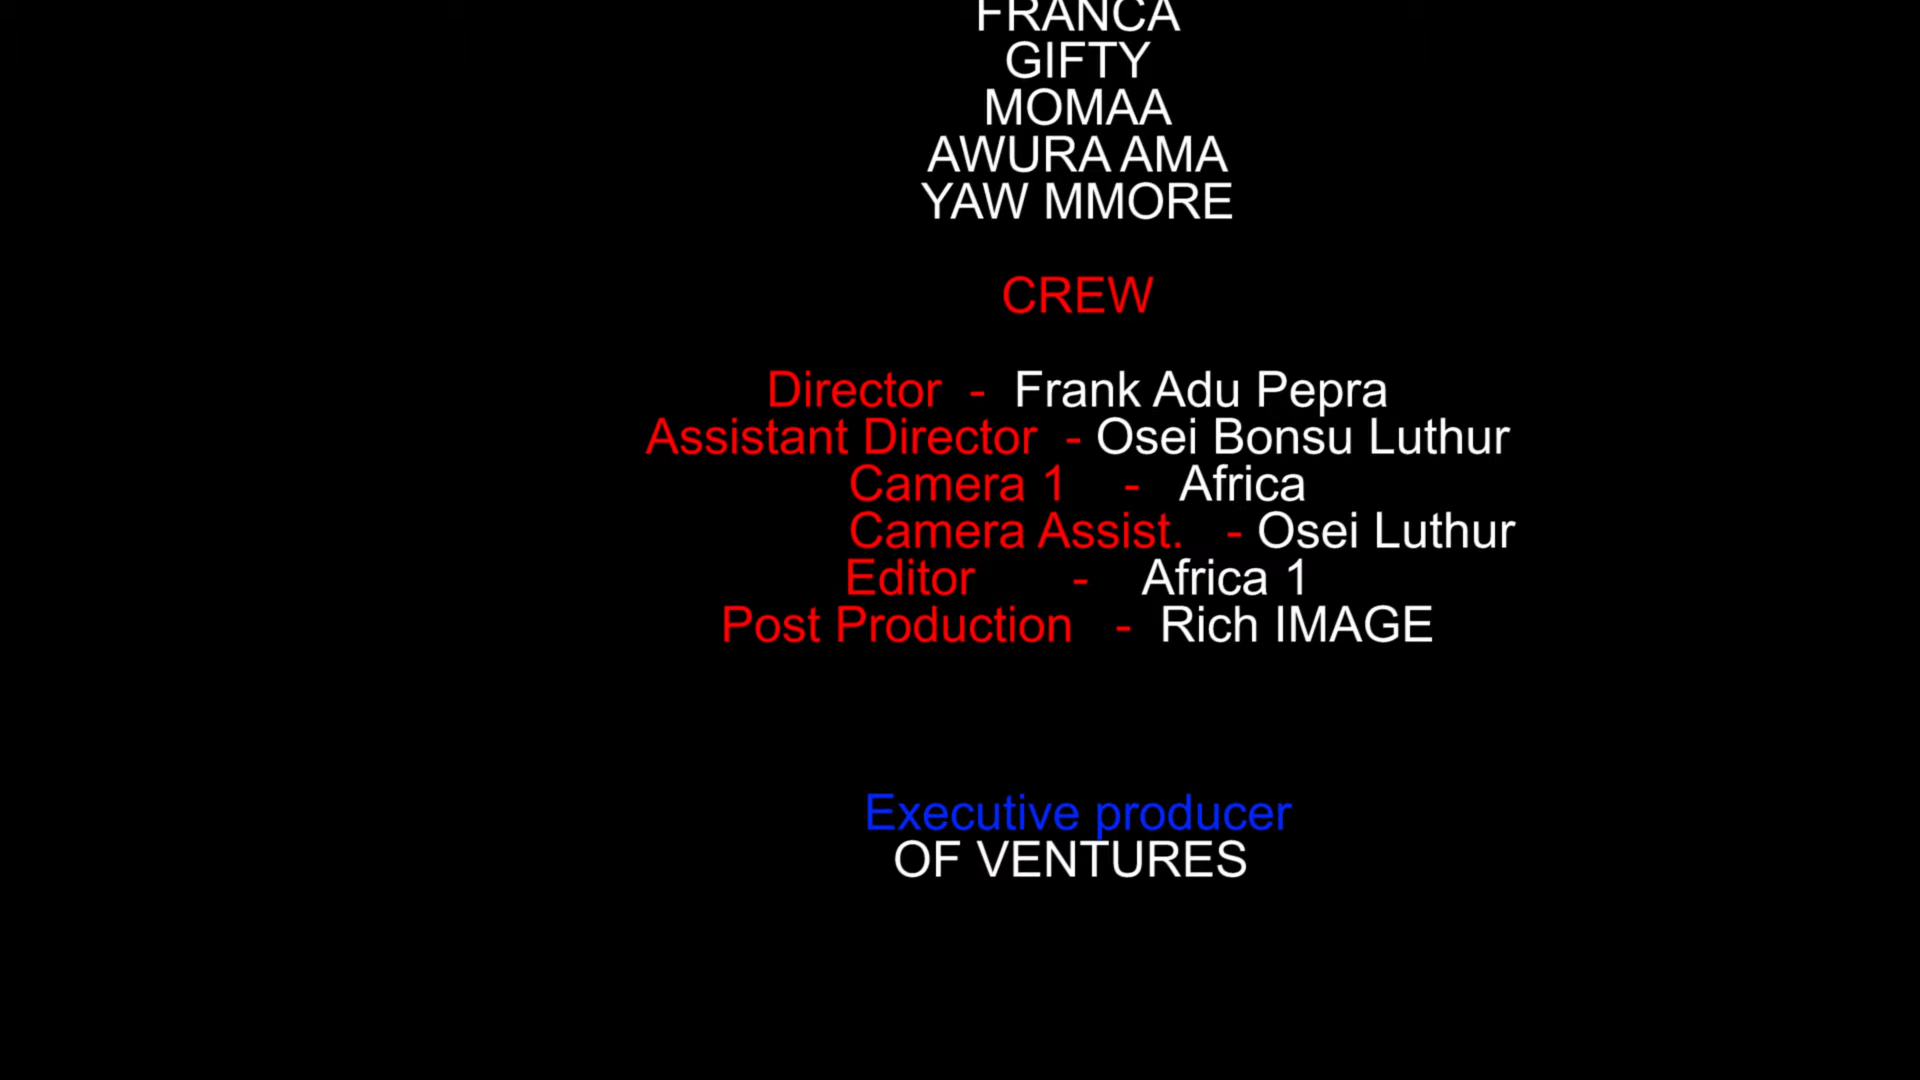 FRANCA
GIFTY
MOMAA
AWURA AMA
YAW MMORE
CREW
Director - Frank Adu Pepra
Assistant Director - Osei Bonsu Luthur
Camera 1 - Africa
Camera Assist. - Osei Luthur
Editor - Africa 1
Post Production - Rich IMAGE
Executive producer
OF VENTURES